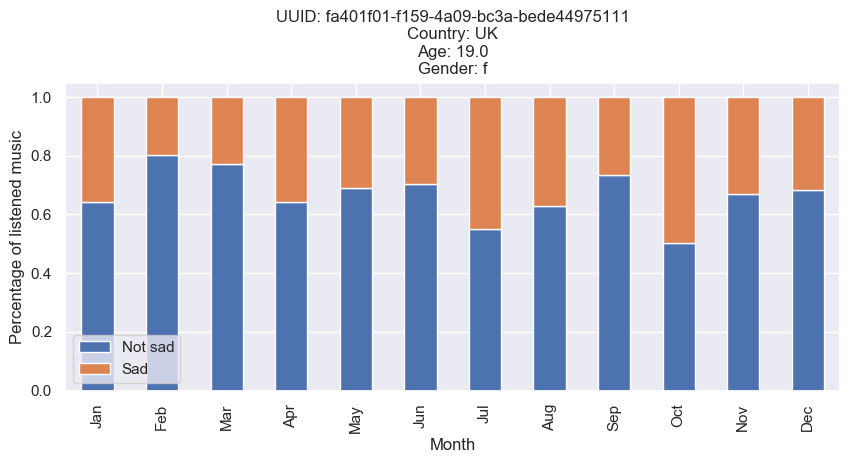 UUID: fa401f01-f159-4a09-bc3a-bede44975111
Country: UK
Age: 19.0
Gender: f
Percentage of listened music
1.0
0.8
0.6
0.4
0.2
0.0
Not sad
Sad
Jan
Feb
Mar
Apr
May
Jun
Jul
Aug
Sep
Oct
Nov
Dec
Month